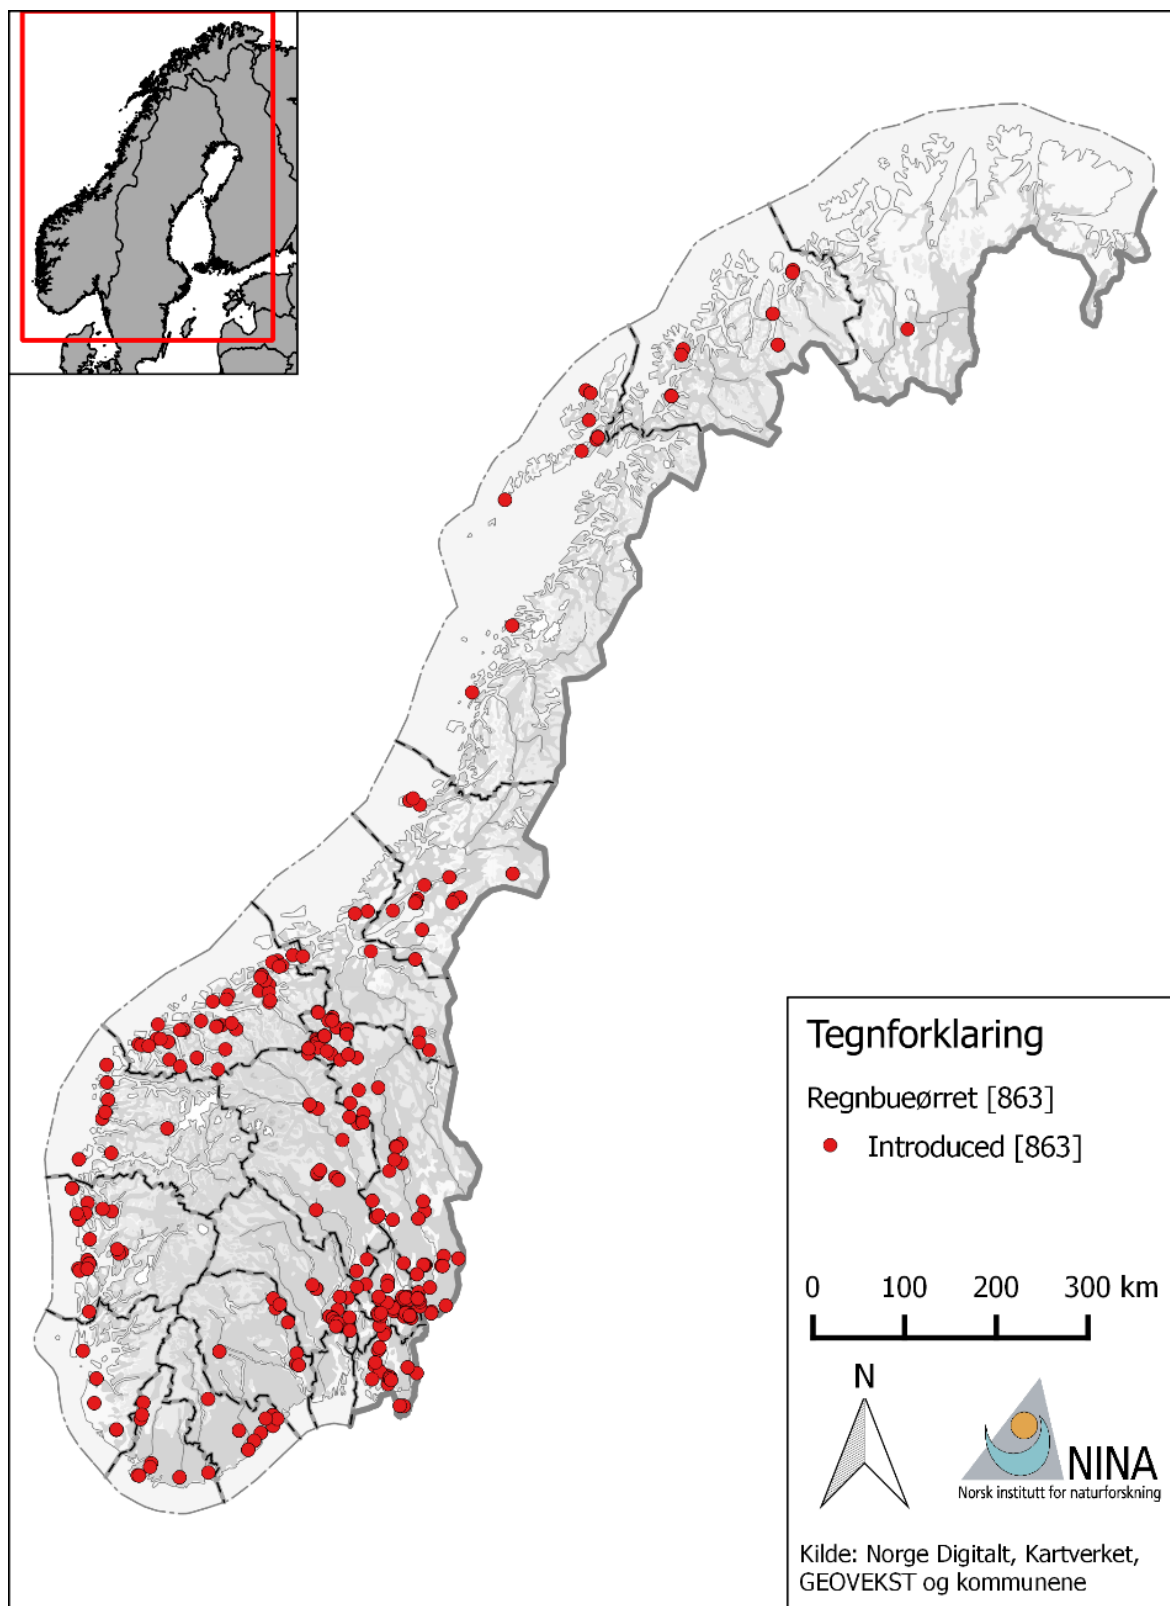 Tegnforklaring
Regnbueørret [863]
Introduced [863]
0 100 200 300 km
N
NINA
Norsk institutt for naturforskning
Kilde: Norge Digitalt, Kartverket,
GEOVEKST og kommunene